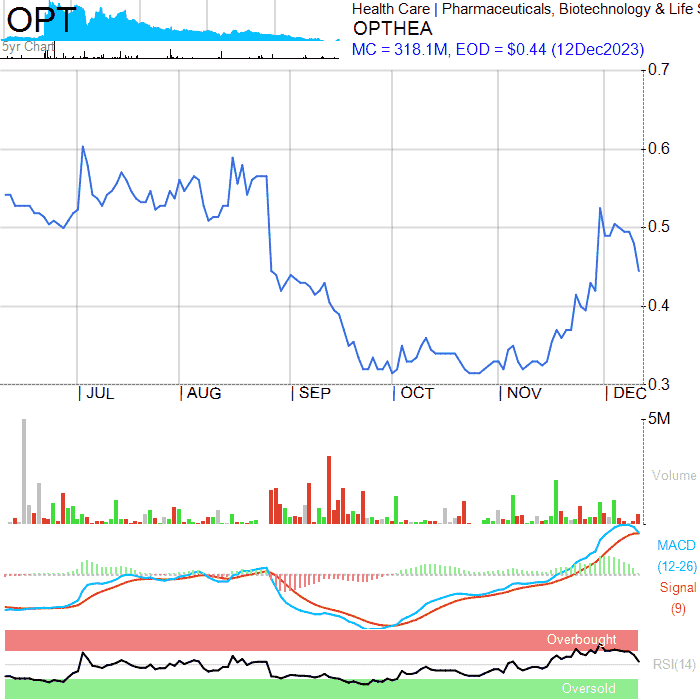 OPT
5yr Chart
Health Care | Pharmaceuticals, Biotechnology & Life S
OPTHEA
MC = 318.1M, EOD = $0.44 (12Dec2023)
0.7
0.6
0.5
0.4
0.3
JUL
AUG
SEP
OCT
NOV
DEC
5M
Volume
MACD
(12-26)
Signal
(9)
Overbought
RSI(14)
Oversold